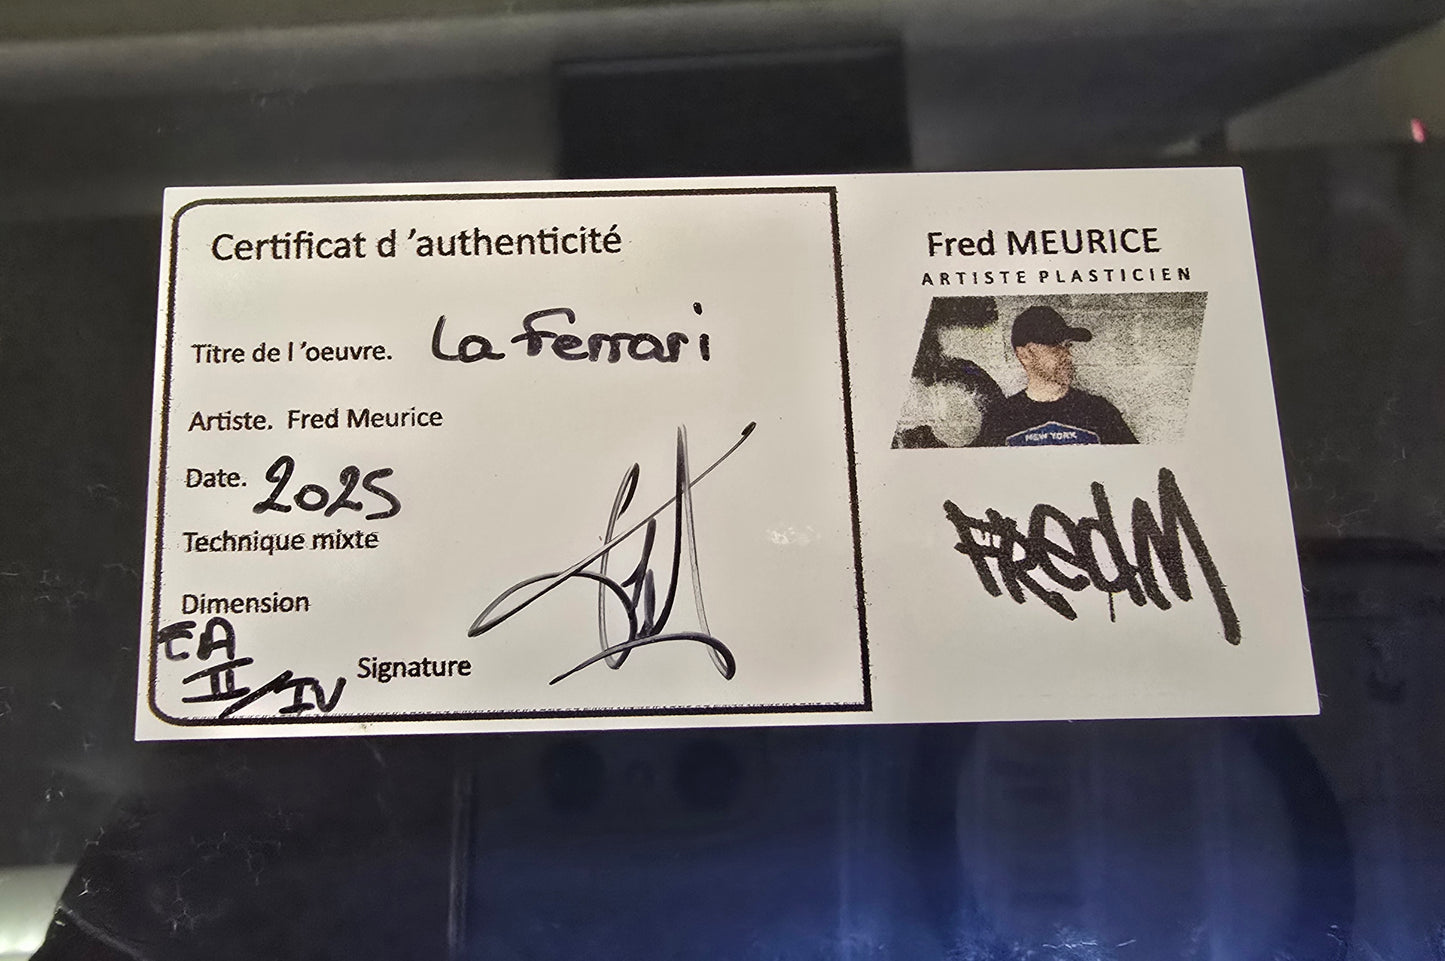 Certificat d 'authenticité
Titre de l 'oeuvre. La Ferrari
Artiste. Fred Meurice
Date. 2025
Technique mixte
Dimension
EA
II/IV
Signature
Fred MEURICE
ARTISTE PLASTICIEN
NEW YORK
FRedM